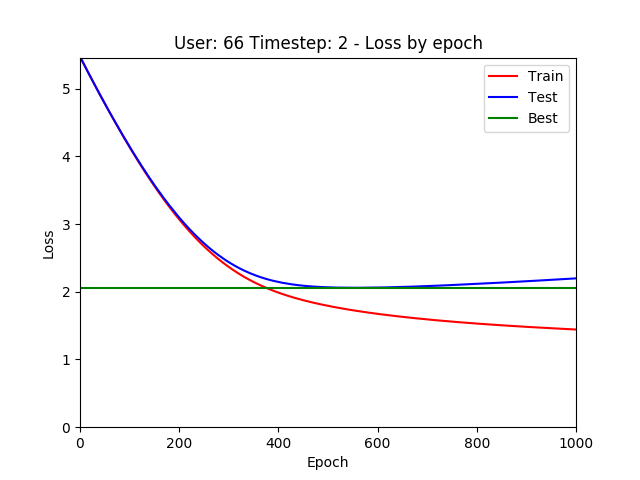 User: 66 Timestep: 2 - Loss by epoch
Train
Test
Best
5
4
3
2
1
0
Loss
0 200 400 600 800 1000
Epoch